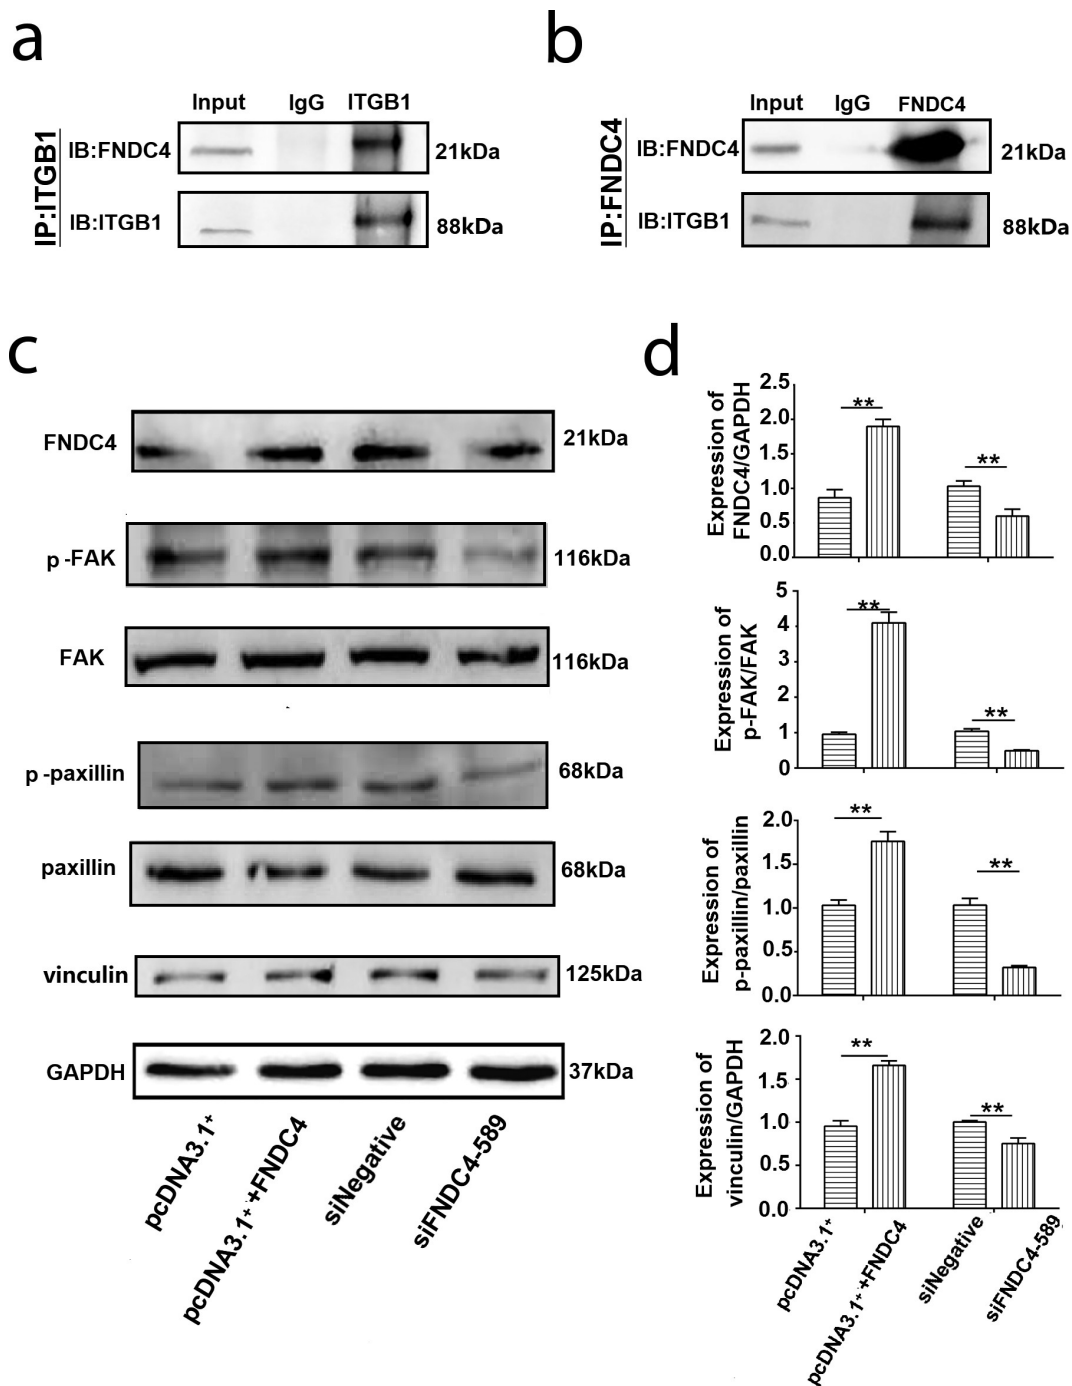 a
Input IgG ITGB1
IP:ITGB1
IB:FNDC4 21kDa
IB:ITGB1 88kDa
b
Input IgG FNDC4
IP:FNDC4
IB:FNDC4 21kDa
IB:ITGB1 88kDa
c
FNDC4 21kDa
p-FAK 116kDa
FAK 116kDa
p-paxillin 68kDa
paxillin 68kDa
vinculin 125kDa
GAPDH 37kDa
pcDNA3.1⁺
pcDNA3.1⁺+FNDC4
siNegative
siFNDC4-589
d
Expression of
FNDC4/GAPDH
2.5
2.0
1.5
1.0
0.5
0.0
** **
Expression of
p-FAK/FAK
5
4
3
2
1
0
** **
Expression of
p-paxillin/paxillin
2.0
1.5
1.0
0.5
0.0
** **
Expression of
vinculin/GAPDH
2.0
1.5
1.0
0.5
0.0
** **
pcDNA3.1⁺
pcDNA3.1⁺+FNDC4
siNegative
siFNDC4-589